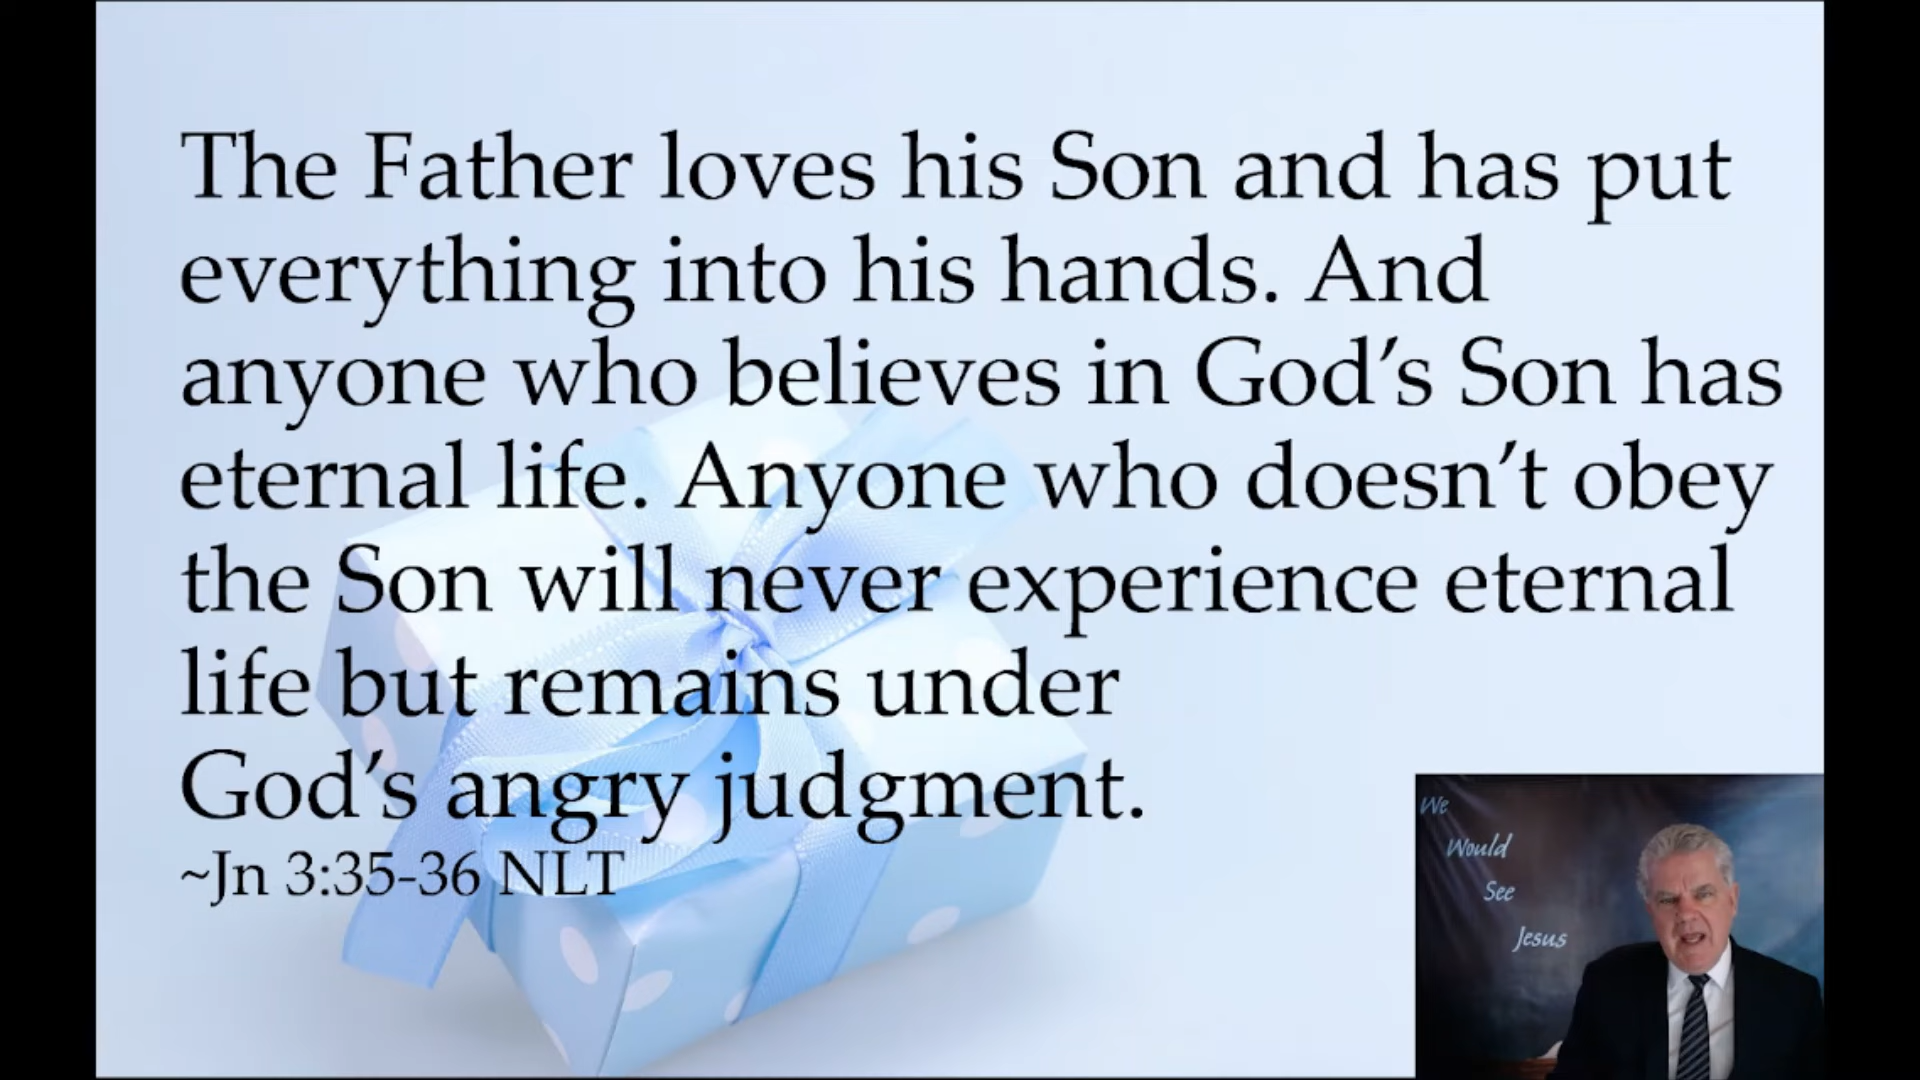 The Father loves his Son and has put
everything into his hands. And
anyone who believes in God’s Son has
eternal life. Anyone who doesn’t obey
the Son will never experience eternal
life but remains under
God’s angry judgment.
~Jn 3:35-36 NLT
We
Would
See
Jesus